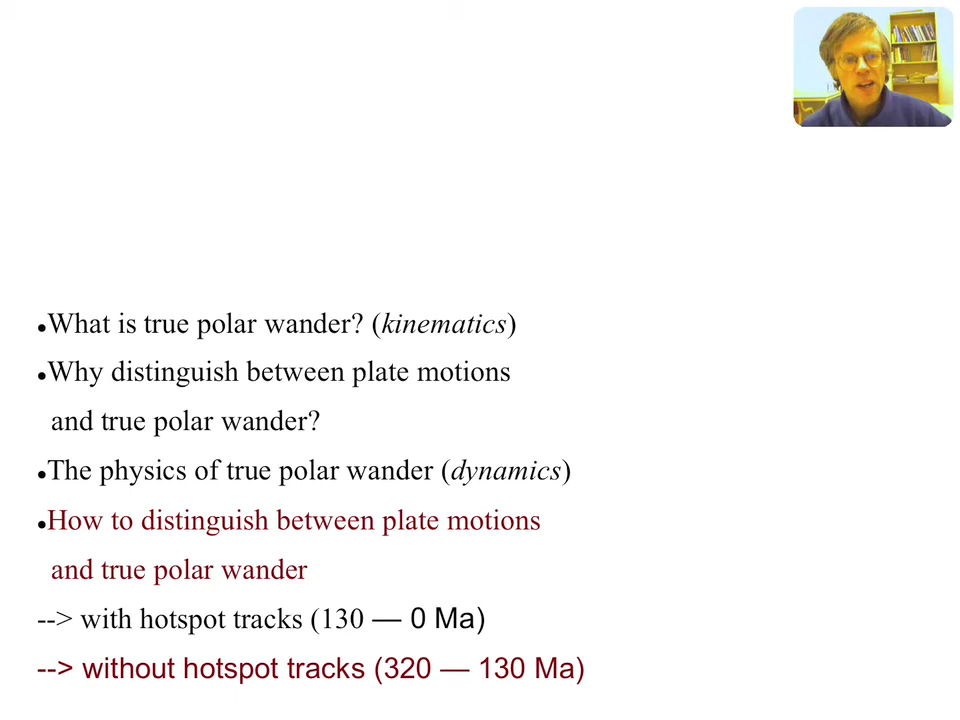 •What is true polar wander? (kinematics)
•Why distinguish between plate motions
and true polar wander?
•The physics of true polar wander (dynamics)
•How to distinguish between plate motions
and true polar wander
--> with hotspot tracks (130 — 0 Ma)
--> without hotspot tracks (320 — 130 Ma)